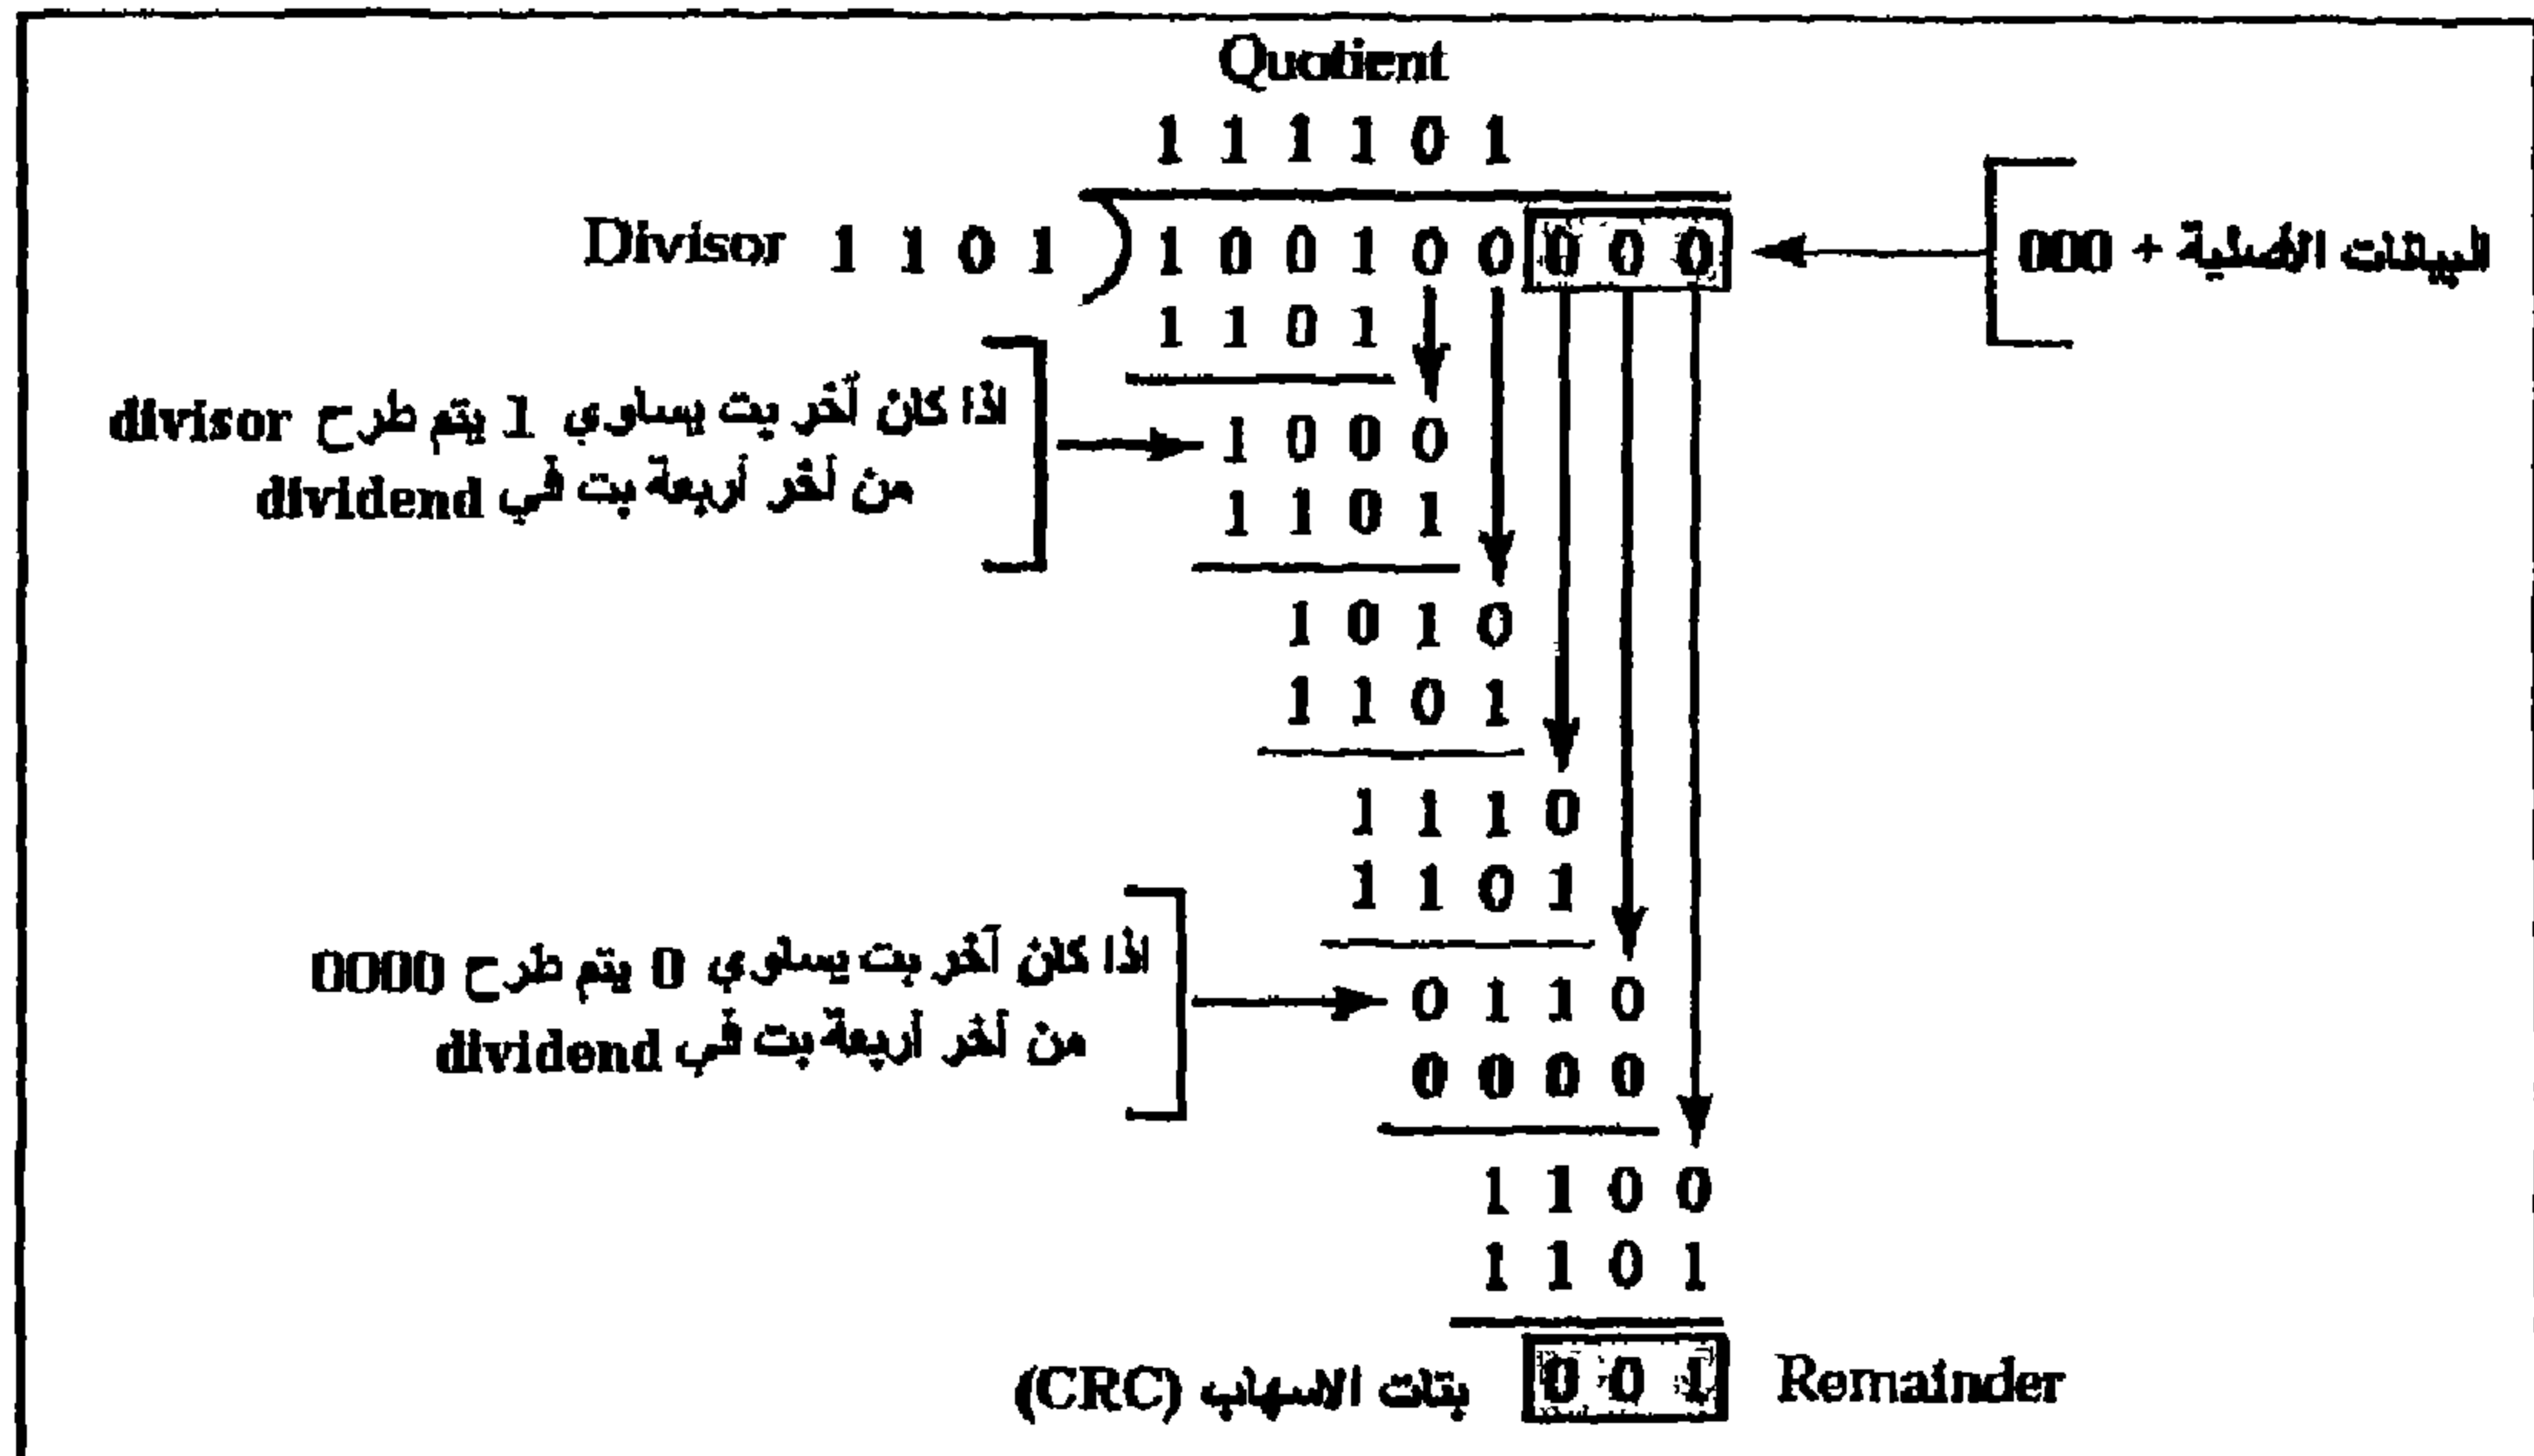 Quotient
1 1 1 1 0 1
Divisor 1 1 0 1 1 0 0 1 0 0 0 0 0
البيانات الأصلية + 000
1 1 0 1
اذا كان آخر بت يساوي 1 يتم طرح divisor
من أخر أربعة بت في dividend
1 0 0 0
1 1 0 1
1 0 1 0
1 1 0 1
1 1 1 0
1 1 0 1
اذا كان آخر بت يساوي 0 يتم طرح 0000
من أخر أربعة بت في dividend
0 1 1 0
0 0 0 0
1 1 0 0
1 1 0 1
بتات الاسهاب (CRC) 0 0 1 Remainder